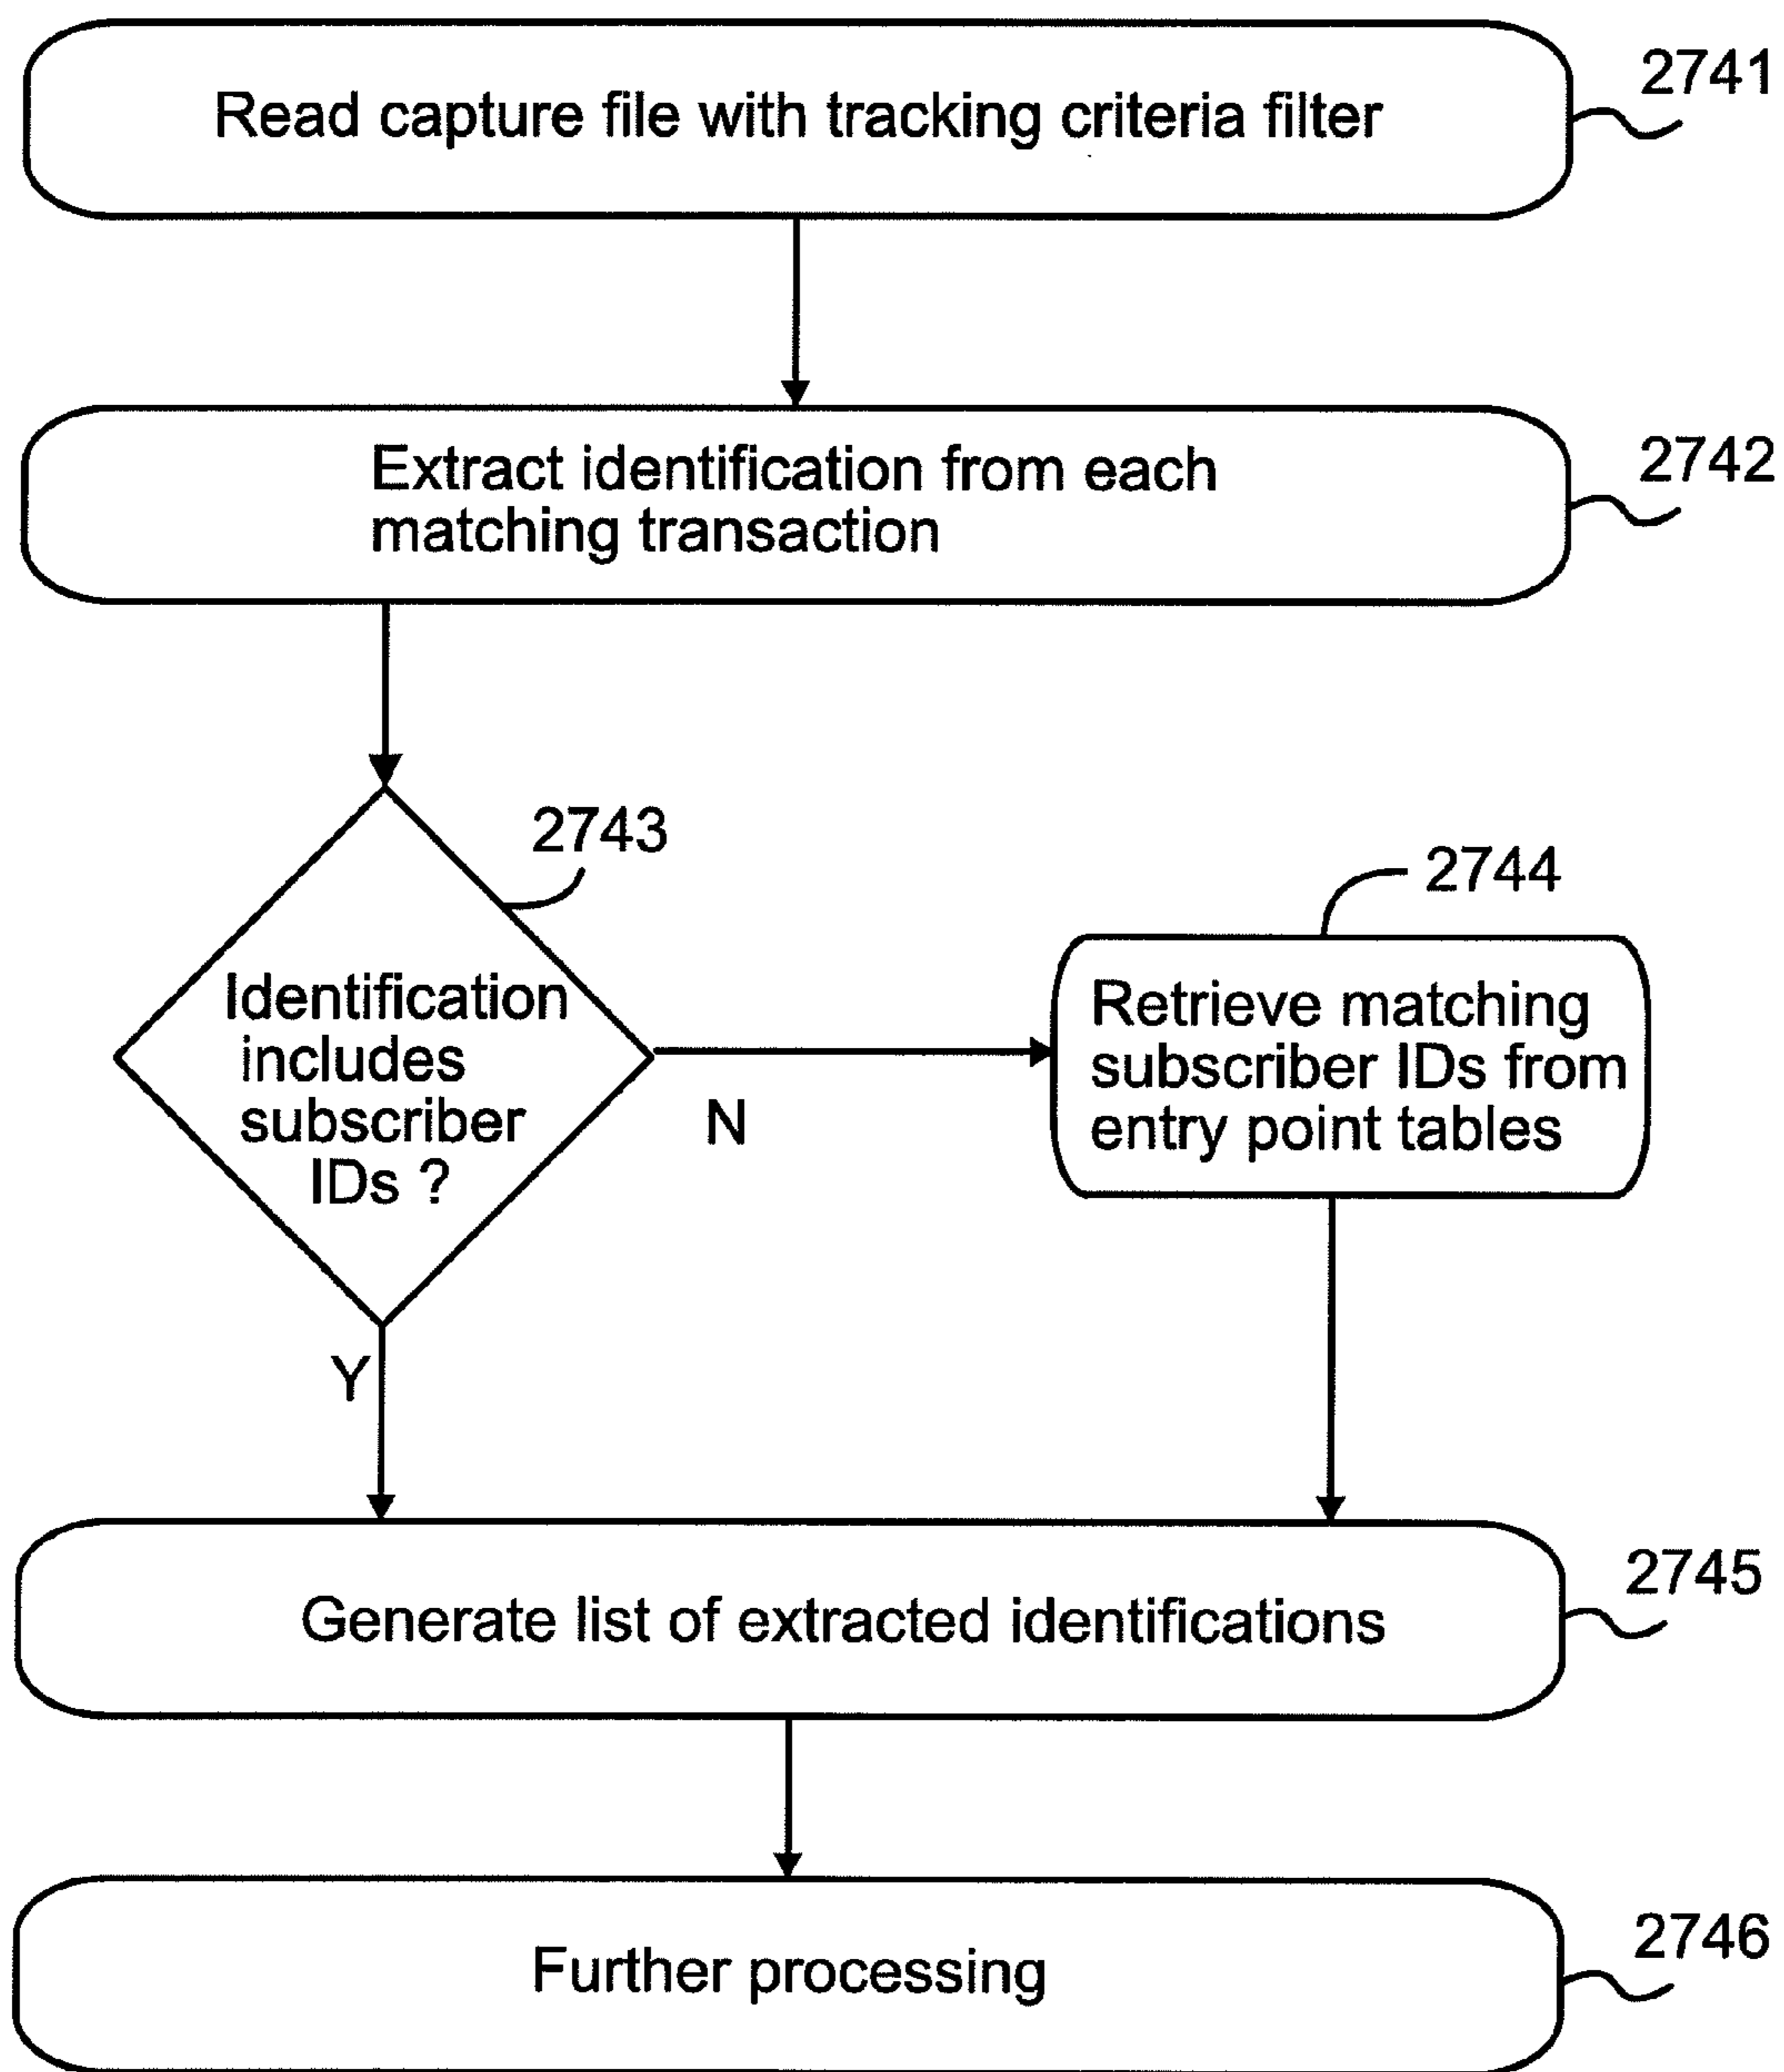 Read capture file with tracking criteria filter
2741
Extract identification from each
matching transaction
2742
2743
Identification
includes
subscriber
IDs ?
N
Y
2744
Retrieve matching
subscriber IDs from
entry point tables
Generate list of extracted identifications
2745
Further processing
2746